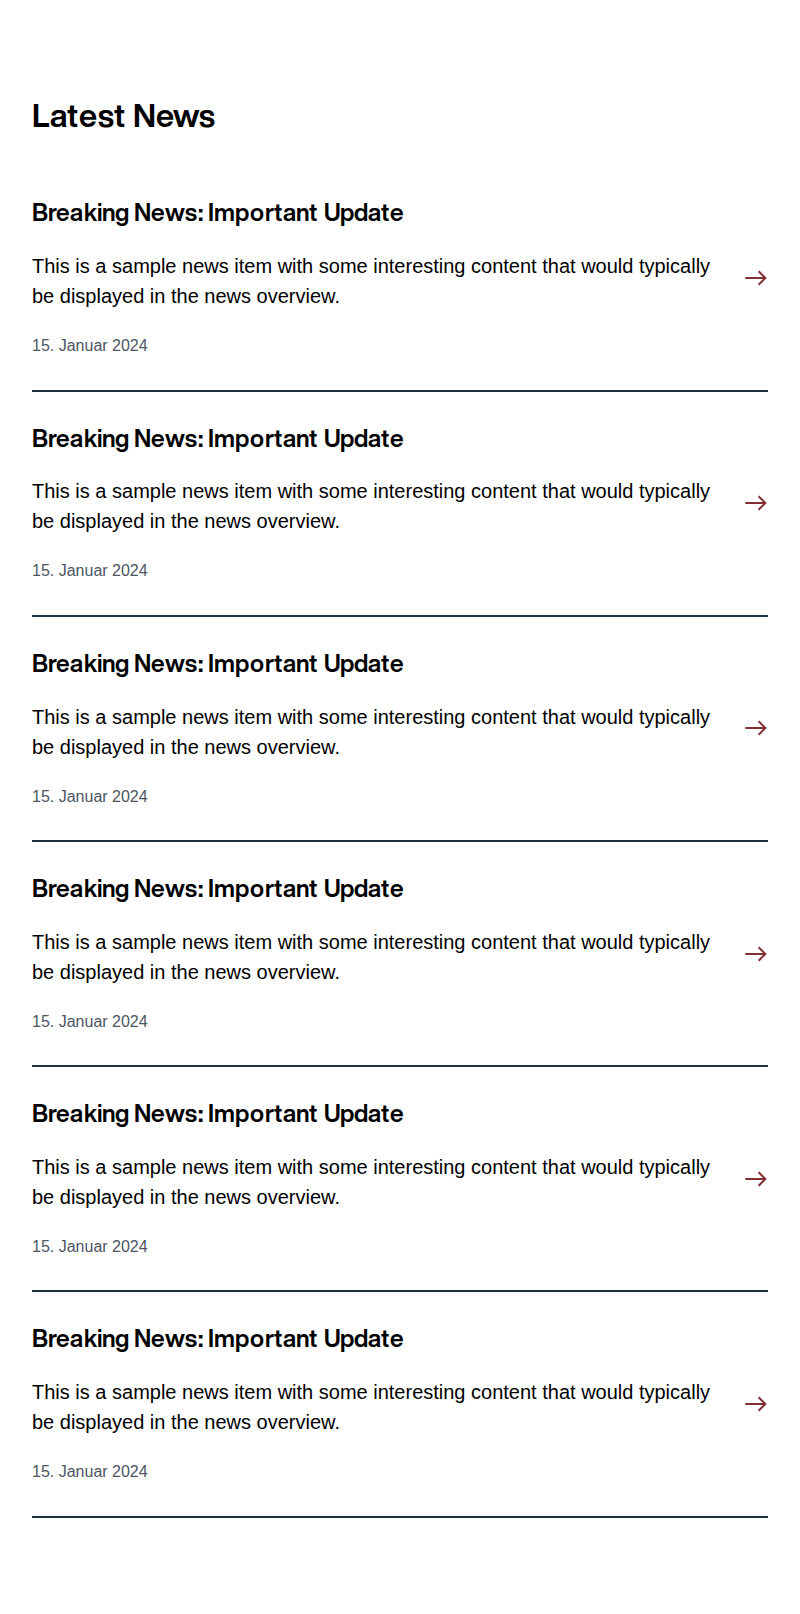 Latest News
Breaking News: Important Update
This is a sample news item with some interesting content that would typically
be displayed in the news overview.
15. Januar 2024
Breaking News: Important Update
This is a sample news item with some interesting content that would typically
be displayed in the news overview.
15. Januar 2024
Breaking News: Important Update
This is a sample news item with some interesting content that would typically
be displayed in the news overview.
15. Januar 2024
Breaking News: Important Update
This is a sample news item with some interesting content that would typically
be displayed in the news overview.
15. Januar 2024
Breaking News: Important Update
This is a sample news item with some interesting content that would typically
be displayed in the news overview.
15. Januar 2024
Breaking News: Important Update
This is a sample news item with some interesting content that would typically
be displayed in the news overview.
15. Januar 2024